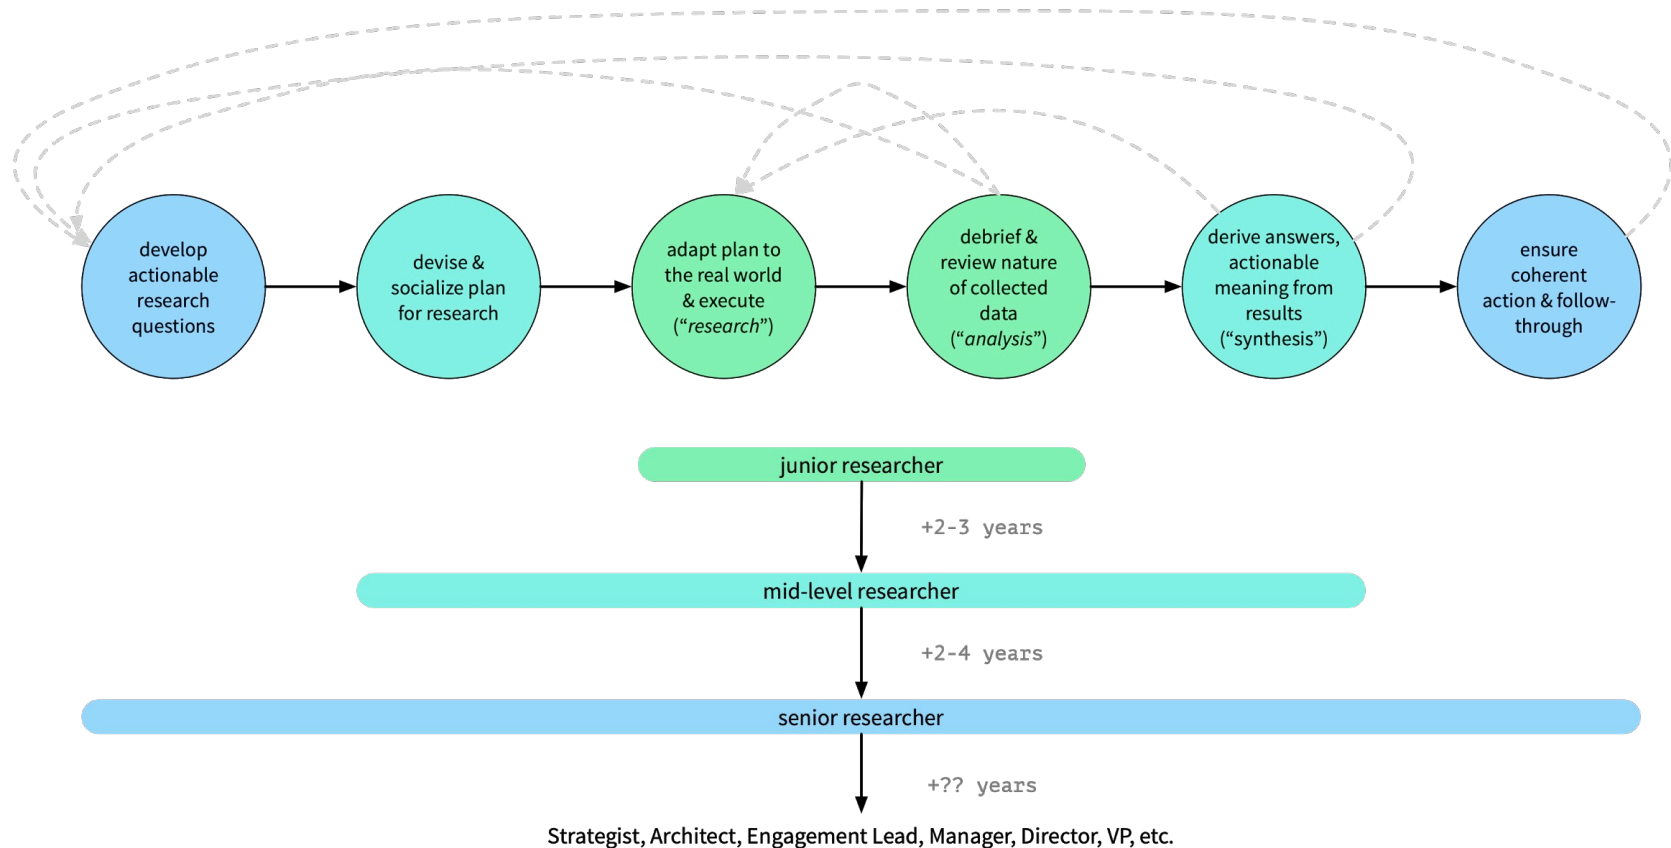 develop
actionable
research
questions
devise &
socialize plan
for research
adapt plan to
the real world
& execute
(“research”)
debrief &
review nature
of collected
data
(“analysis”)
derive answers,
actionable
meaning from
results
(“synthesis”)
ensure
coherent
action & follow-
through
junior researcher
+2-3 years
mid-level researcher
+2-4 years
senior researcher
+?? years
Strategist, Architect, Engagement Lead, Manager, Director, VP, etc.